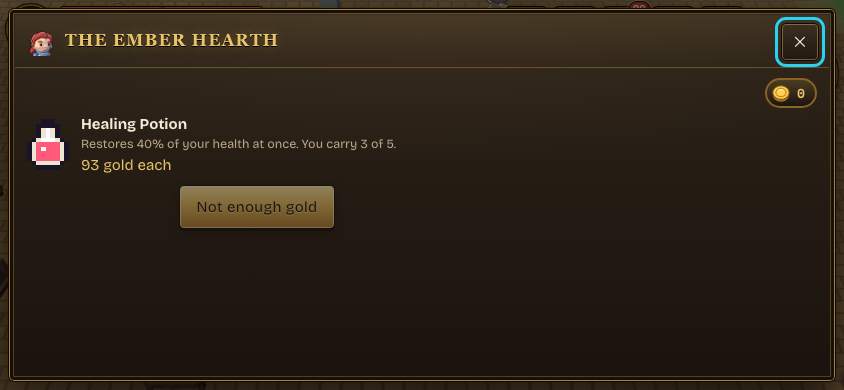 THE EMBER HEARTH
0
Healing Potion
Restores 40% of your health at once. You carry 3 of 5.
93 gold each
Not enough gold